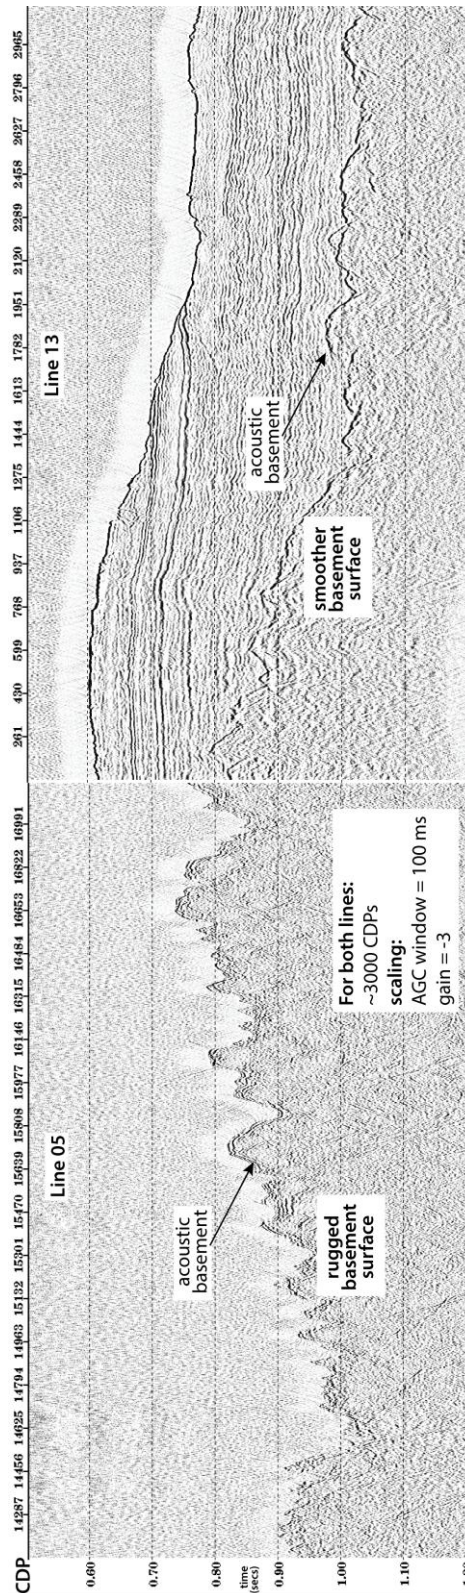 CDP
14287 14456 14625 14794 14963 15132 15301 15470 15639 15808 15977 16146 16315 16484 16653 16822 16991
261 430 599 768 937 1106 1275 1444 1613 1782 1951 2120 2289 2458 2627 2796 2965
Line 05
Line 13
0.60
0.70
0.80
time
(secs)
0.90
1.00
1.10
acoustic
basement
rugged
basement
surface
For both lines:
~3000 CDPs
scaling:
AGC window = 100 ms
gain = -3
acoustic
basement
smoother
basement
surface